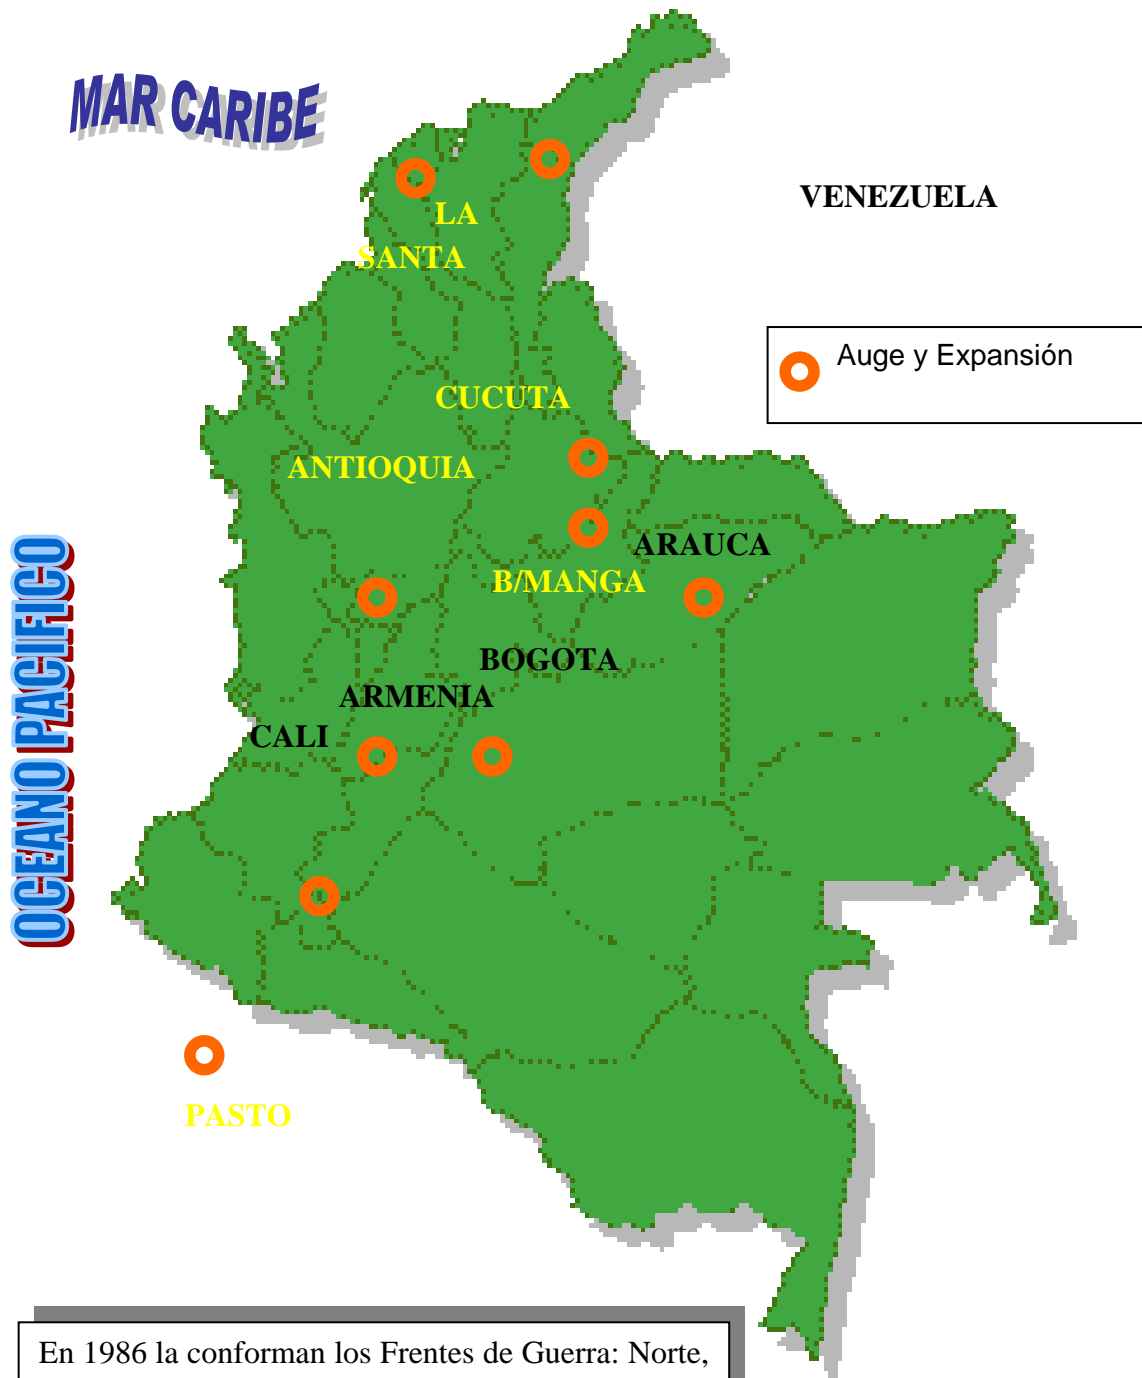 MAR CARIBE
VENEZUELA
LA
SANTA
Auge y Expansión
CUCUTA
ANTIOQUIA
ARAUCA
B/MANGA
BOGOTA
ARMENIA
CALI
OCEANO PACIFICO
PASTO
En 1986 la conforman los Frentes de Guerra: Norte,